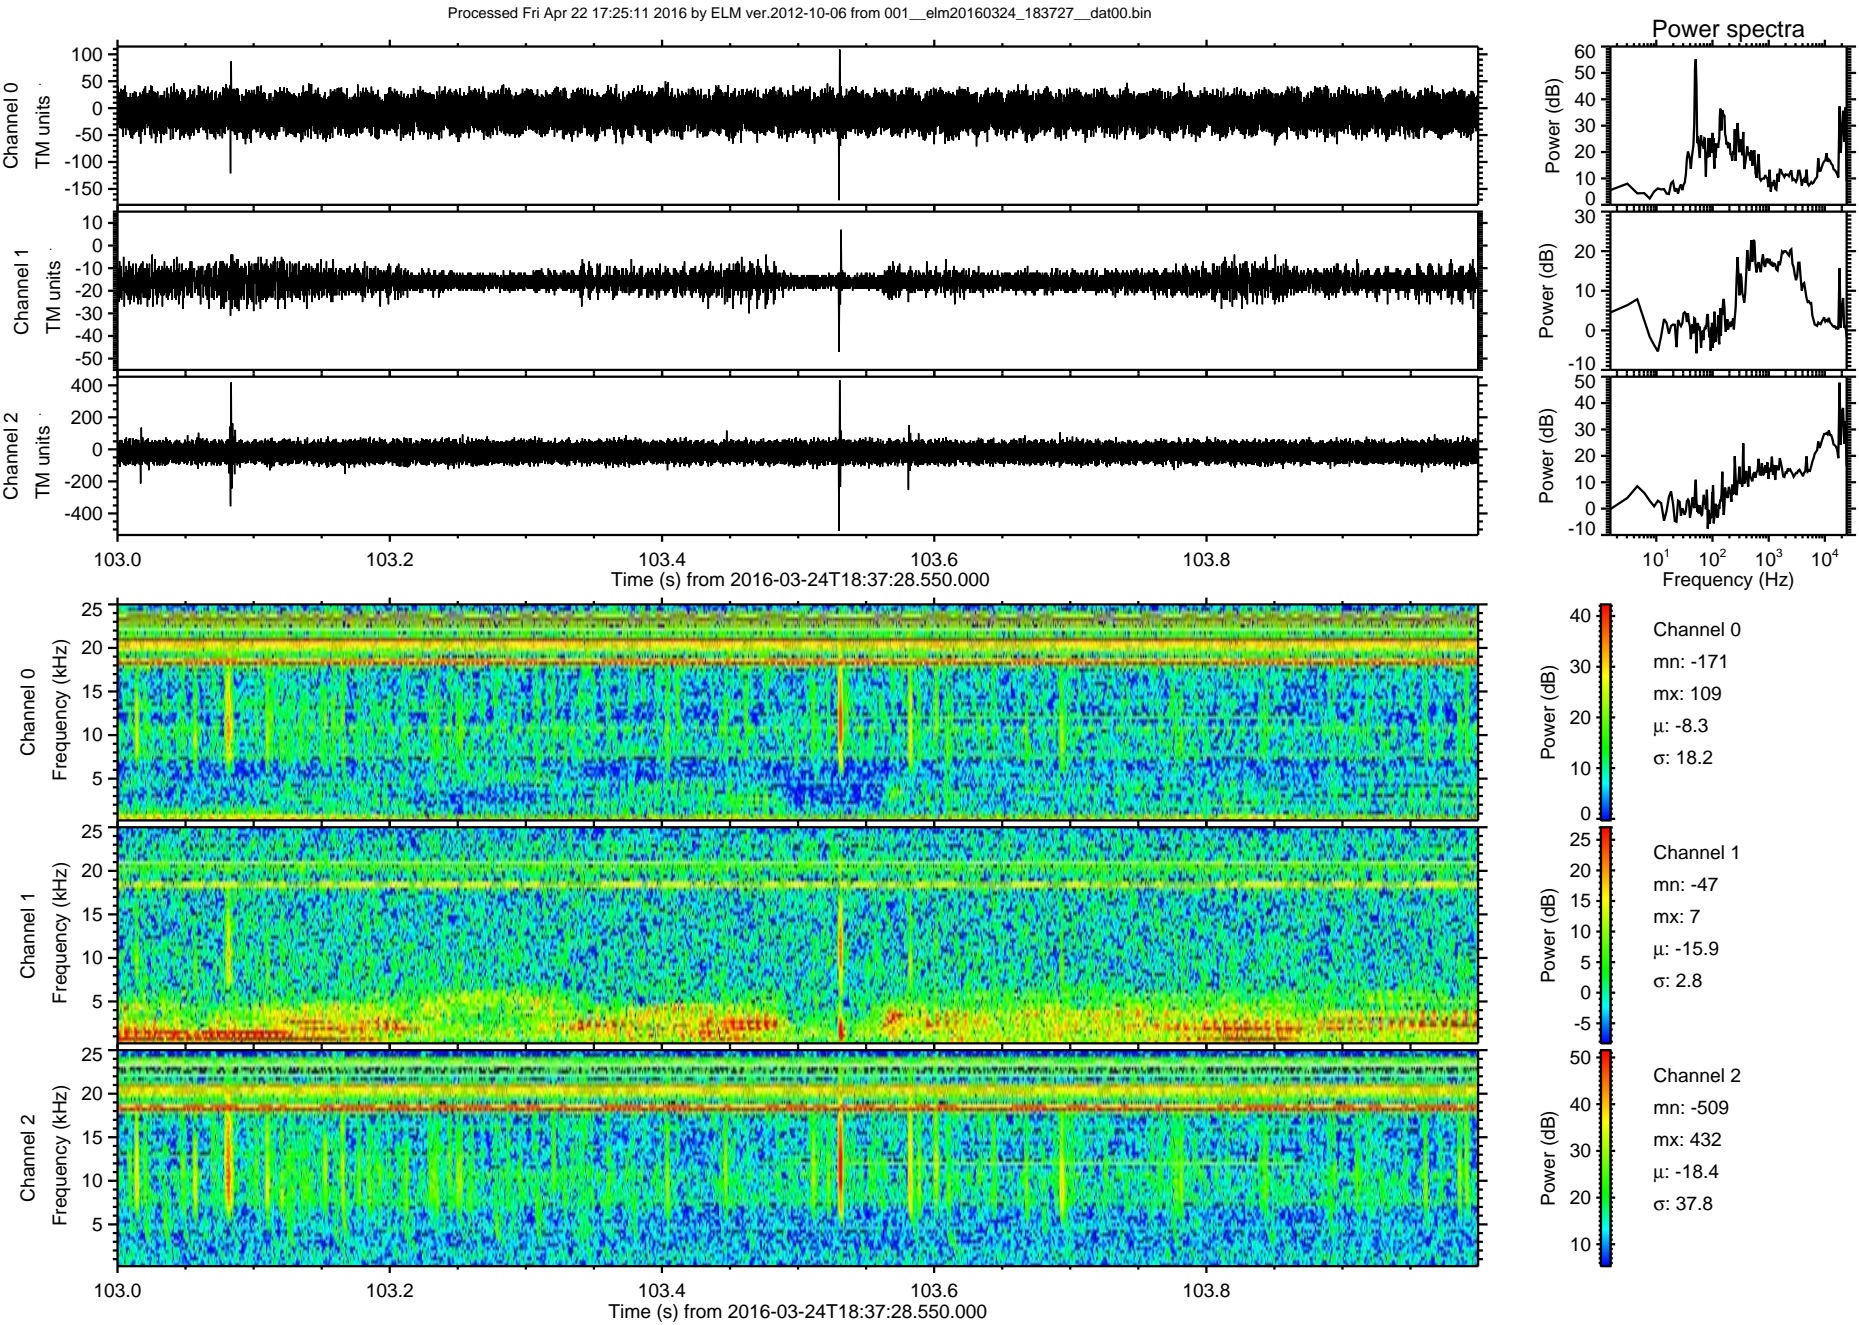 Processed Fri Apr 22 17:25:11 2016 by ELM ver.2012-10-06 from 001__elm20160324_183727__dat00.bin
Power spectra
Channel 0
TM units
100
50
0
-50
-100
-150
Power (dB)
60
50
40
30
20
10
0
Channel 1
TM units
10
0
-10
-20
-30
-40
-50
Power (dB)
30
20
10
0
-10
Channel 2
TM units
400
200
0
-200
-400
Power (dB)
50
40
30
20
10
0
-10
103.0 103.2 103.4 103.6 103.8
Time (s) from 2016-03-24T18:37:28.550.000
10¹ 10² 10³ 10⁴
Frequency (Hz)
Channel 0
Frequency (kHz)
25
20
15
10
5
Power (dB)
40
30
20
10
0
Channel 0
mn: -171
mx: 109
μ: -8.3
σ: 18.2
Channel 1
Frequency (kHz)
25
20
15
10
5
Power (dB)
25
20
15
10
5
0
-5
Channel 1
mn: -47
mx: 7
μ: -15.9
σ: 2.8
Channel 2
Frequency (kHz)
25
20
15
10
5
Power (dB)
50
40
30
20
10
Channel 2
mn: -509
mx: 432
μ: -18.4
σ: 37.8
103.0 103.2 103.4 103.6 103.8
Time (s) from 2016-03-24T18:37:28.550.000